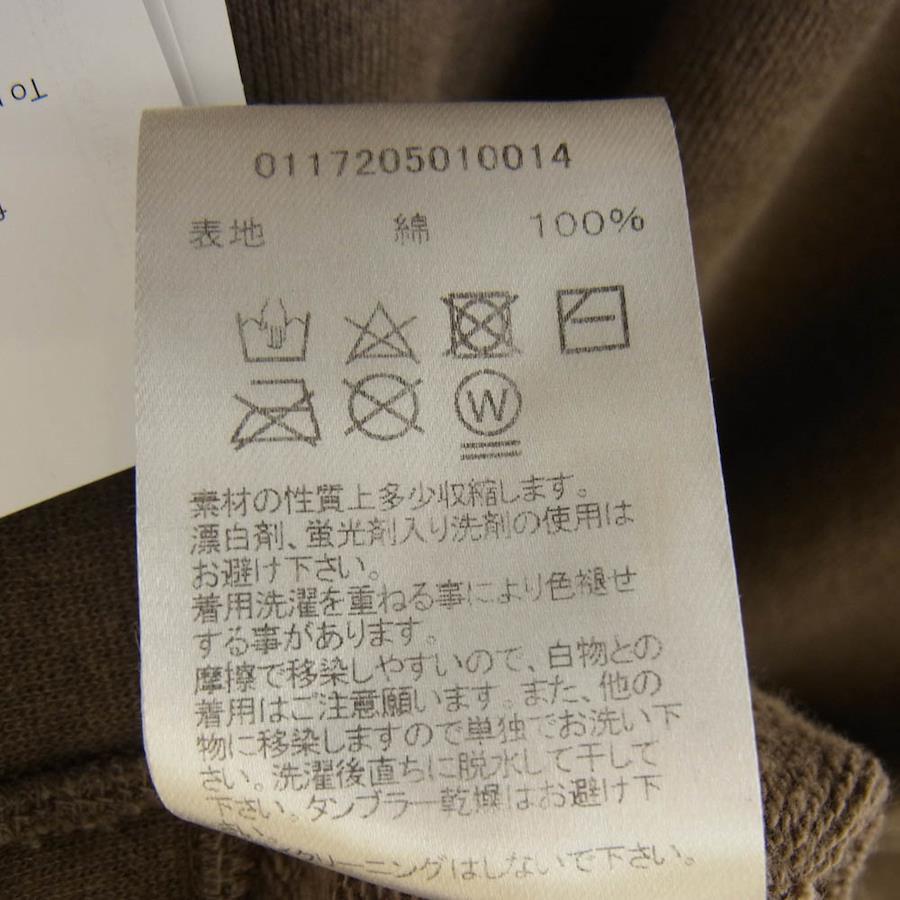 To
0117205010014
表地 綿 100%
W
素材の性質上多少収縮します。
漂白剤、蛍光剤入り洗剤の使用は
お避け下さい。
着用洗濯を重ねる事により色褪せ
する事があります。
摩擦で移染しやすいので、白物との
着用はご注意願います。また、他の
物に移染しますので単独でお洗い下
さい。洗濯後直ちに脱水して干して
下さい。タンブラー乾燥はお避け下
さい。
クリーニングはしないで下さい。